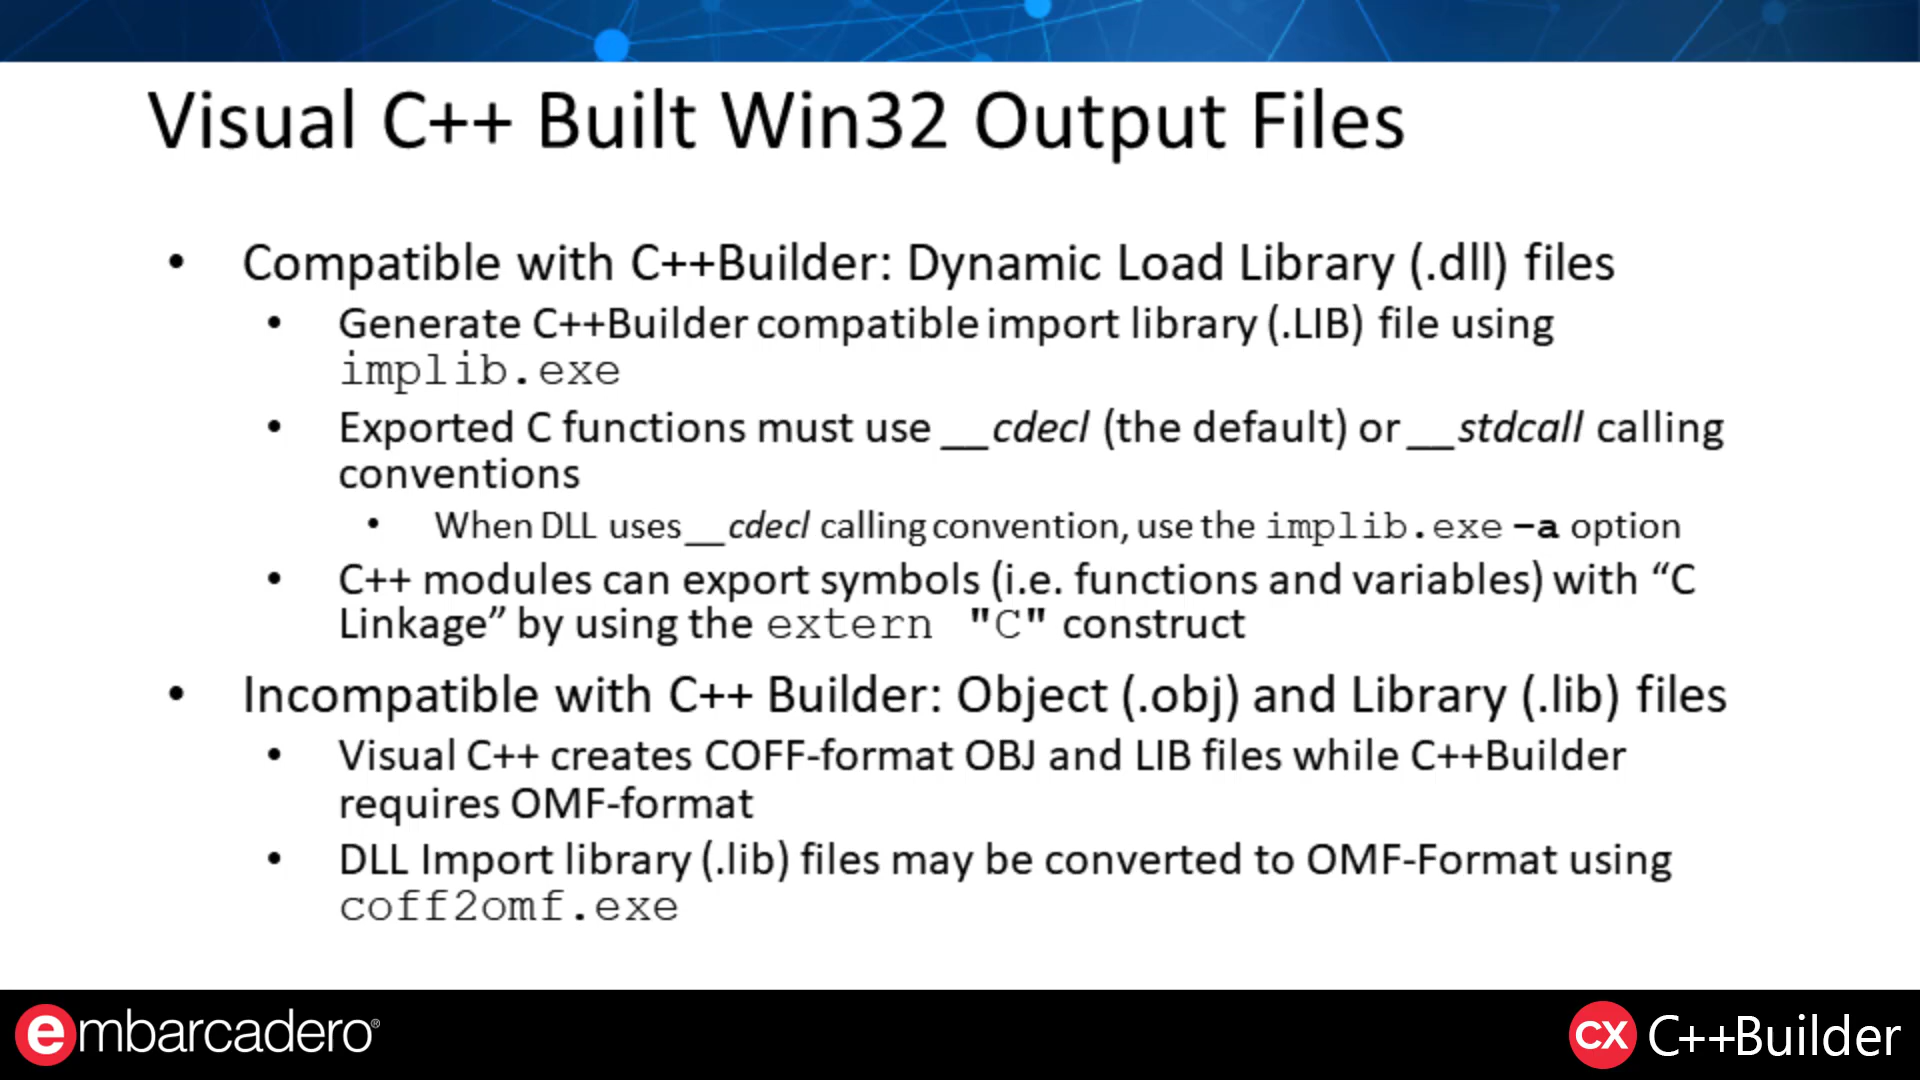 Visual C++ Built Win32 Output Files
• Compatible with C++Builder: Dynamic Load Library (.dll) files
• Generate C++Builder compatible import library (.LIB) file using
implib.exe
• Exported C functions must use __cdecl (the default) or __stdcall calling
conventions
• When DLL uses __cdecl calling convention, use the implib.exe –a option
• C++ modules can export symbols (i.e. functions and variables) with “C
Linkage” by using the extern "C" construct
• Incompatible with C++ Builder: Object (.obj) and Library (.lib) files
• Visual C++ creates COFF-format OBJ and LIB files while C++Builder
requires OMF-format
• DLL Import library (.lib) files may be converted to OMF-Format using
coff2omf.exe
embarcadero®
CX C++Builder